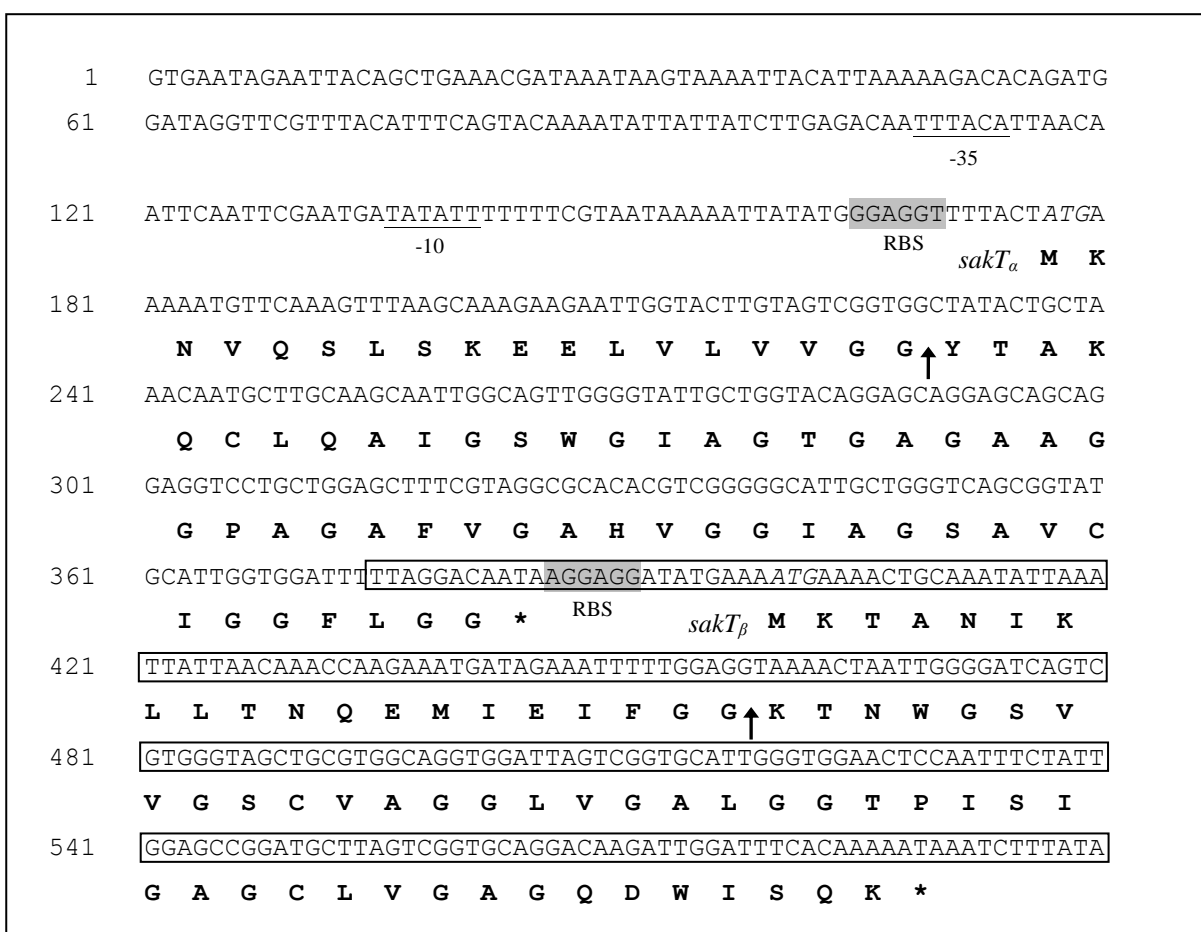 1 GTGAATAGAATTACAGCTGAAACGATAAATAAGTAAAATTACATTAAAAAGACACAGATG
61 GATAGGTTCGTTTACATTTCAGTACAAAATATTATTATCTTGAGACAATTTACATTAACA
-35
121 ATTCAATTCGAATGATATATTTTTTTCGTAATAAAAATTATATGGGAGGTTTTACTATGA
-10 RBS
sakTα M K
181 AAAATGTTCAAAGTTTAAGCAAAGAAGAATTGGTACTTGTAGTCGGTGGCTATACTGCTA
N V Q S L S K E E L V L V V G G Y T A K
241 AACAATGCTTGCAAGCAATTGGCAGTTGGGGTATTGCTGGTACAGGAGCAGGAGCAGCAG
Q C L Q A I G S W G I A G T G A G A A G
301 GAGGTCCTGCTGGAGCTTTCGTAGGCGCACACGTCGGGGGCATTGCTGGGTCAGCGGTAT
G P A G A F V G A H V G G I A G S A V C
361 GCATTGGTGGATTTTTAGGACAATAAGGAGGATATGAAAATGAAAACTGCAAATATTAAA
RBS
I G G F L G G * sakTβ M K T A N I K
421 TTATTAACAAACCAAGAAATGATAGAAATTTTTGGAGGTAAAACTAATTGGGGATCAGTC
L L T N Q E M I E I F G G K T N W G S V
481 GTGGGTAGCTGCGTGGCAGGTGGATTAGTCGGTGCATTGGGTGGAACTCCAATTTCTATT
V G S C V A G G L V G A L G G T P I S I
541 GGAGCCGGATGCTTAGTCGGTGCAGGACAAGATTGGATTTCACAAAAATAAATCTTTATA
G A G C L V G A G Q D W I S Q K *